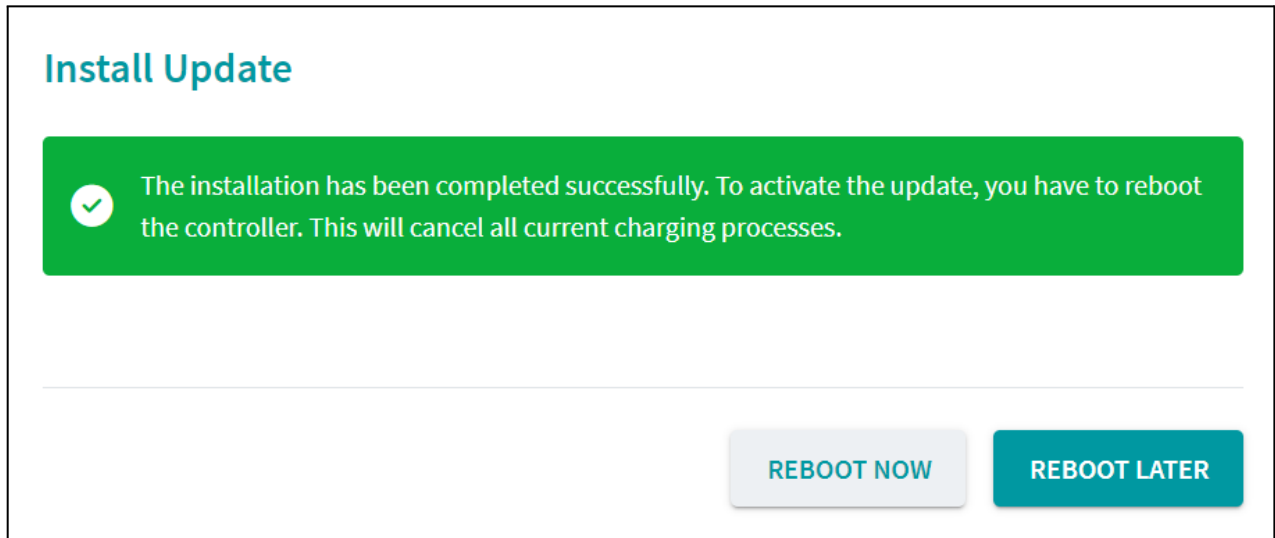 Install Update
The installation has been completed successfully. To activate the update, you have to reboot
the controller. This will cancel all current charging processes.
REBOOT NOW
REBOOT LATER